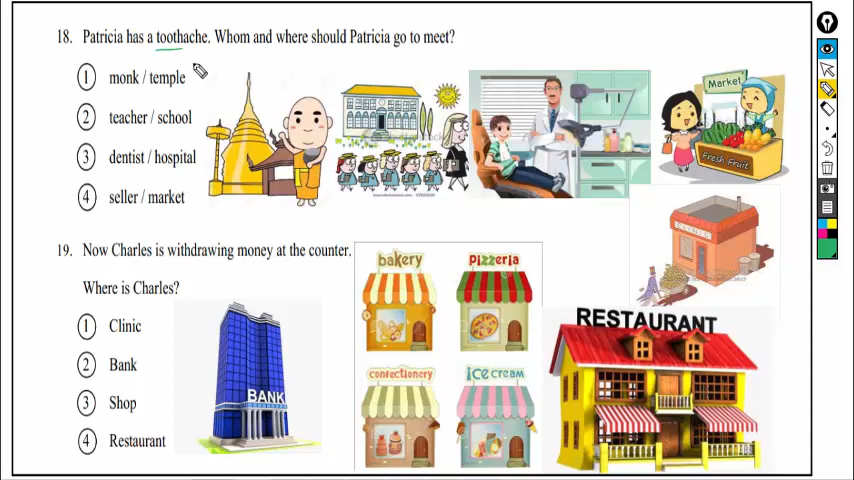 18. Patricia has a toothache. Whom and where should Patricia go to meet?
1 monk / temple
2 teacher / school
3 dentist / hospital
4 seller / market
Market
Fresh Fruit
CLINIC
19. Now Charles is withdrawing money at the counter.
Where is Charles?
1 Clinic
2 Bank
3 Shop
4 Restaurant
BANK
bakery
pizzeria
confectionery
ice cream
RESTAURANT